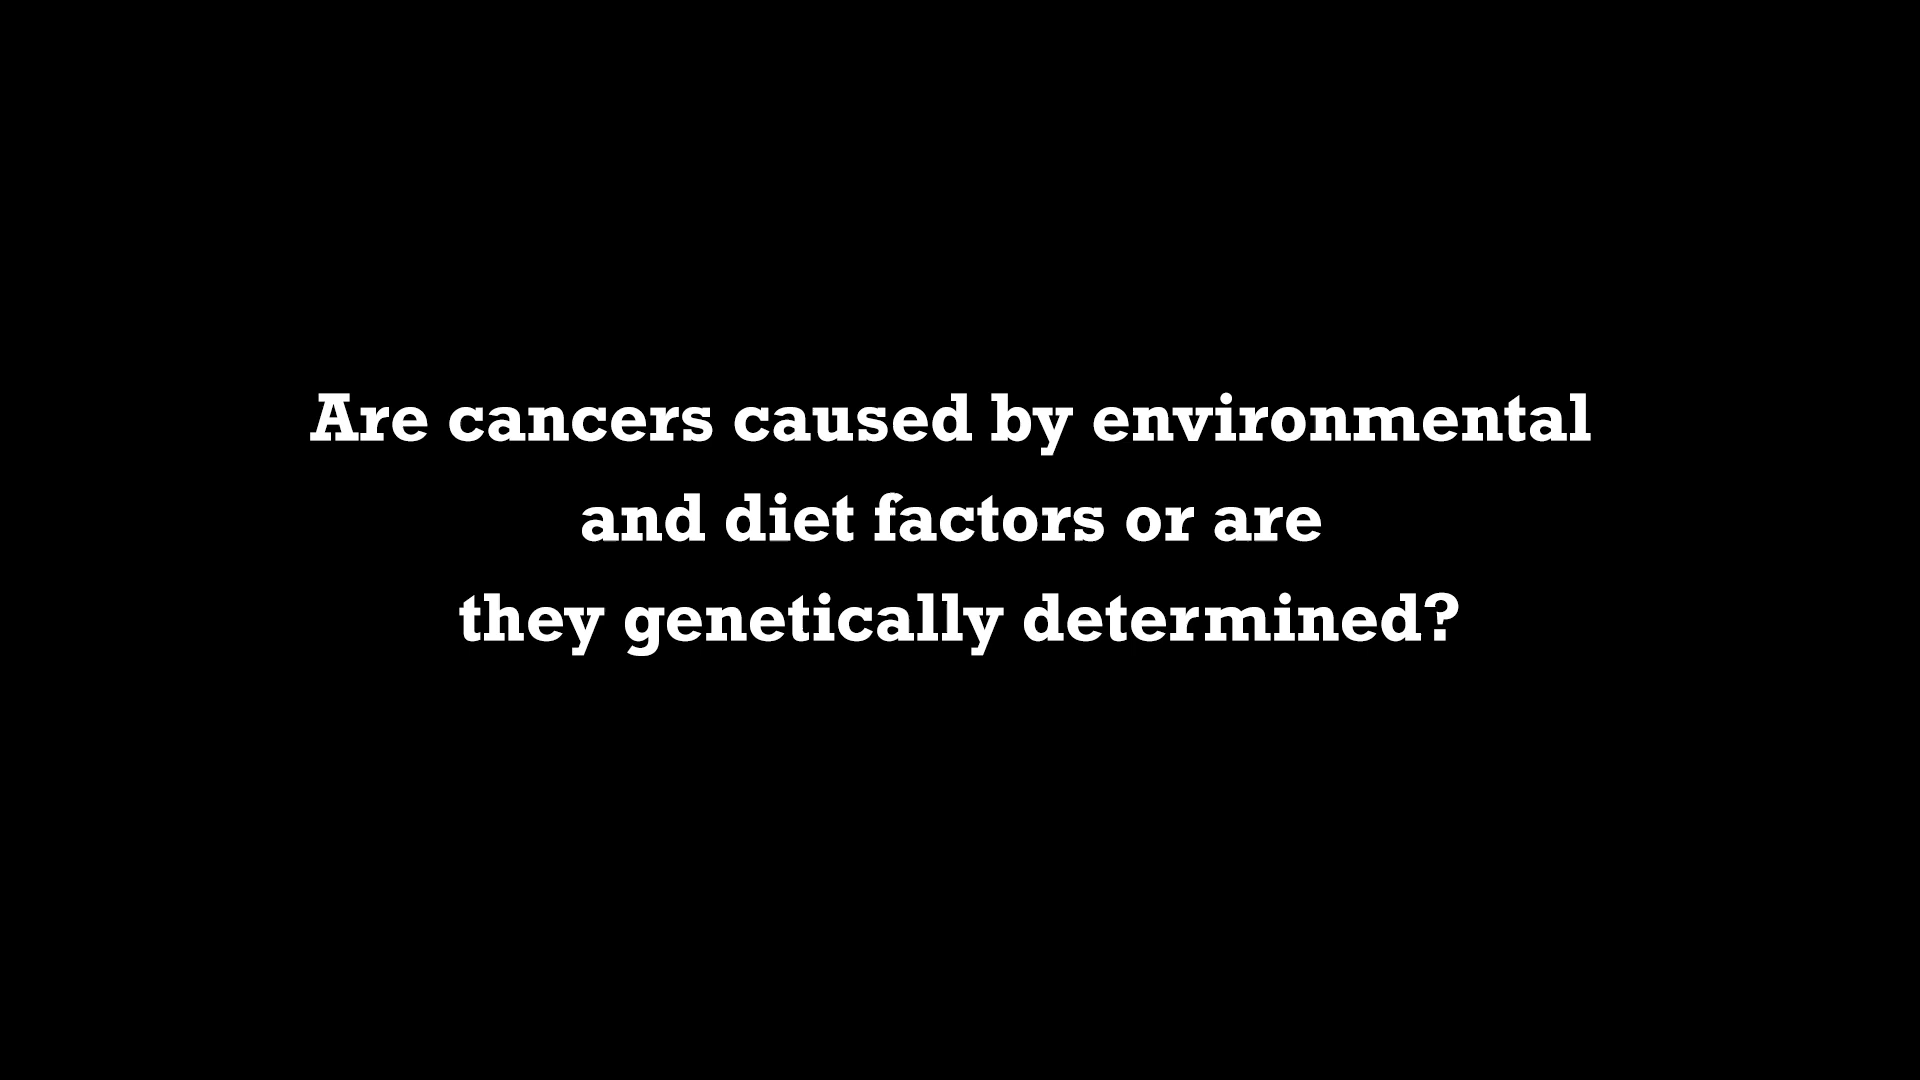 Are cancers caused by environmental
and diet factors or are
they genetically determined?